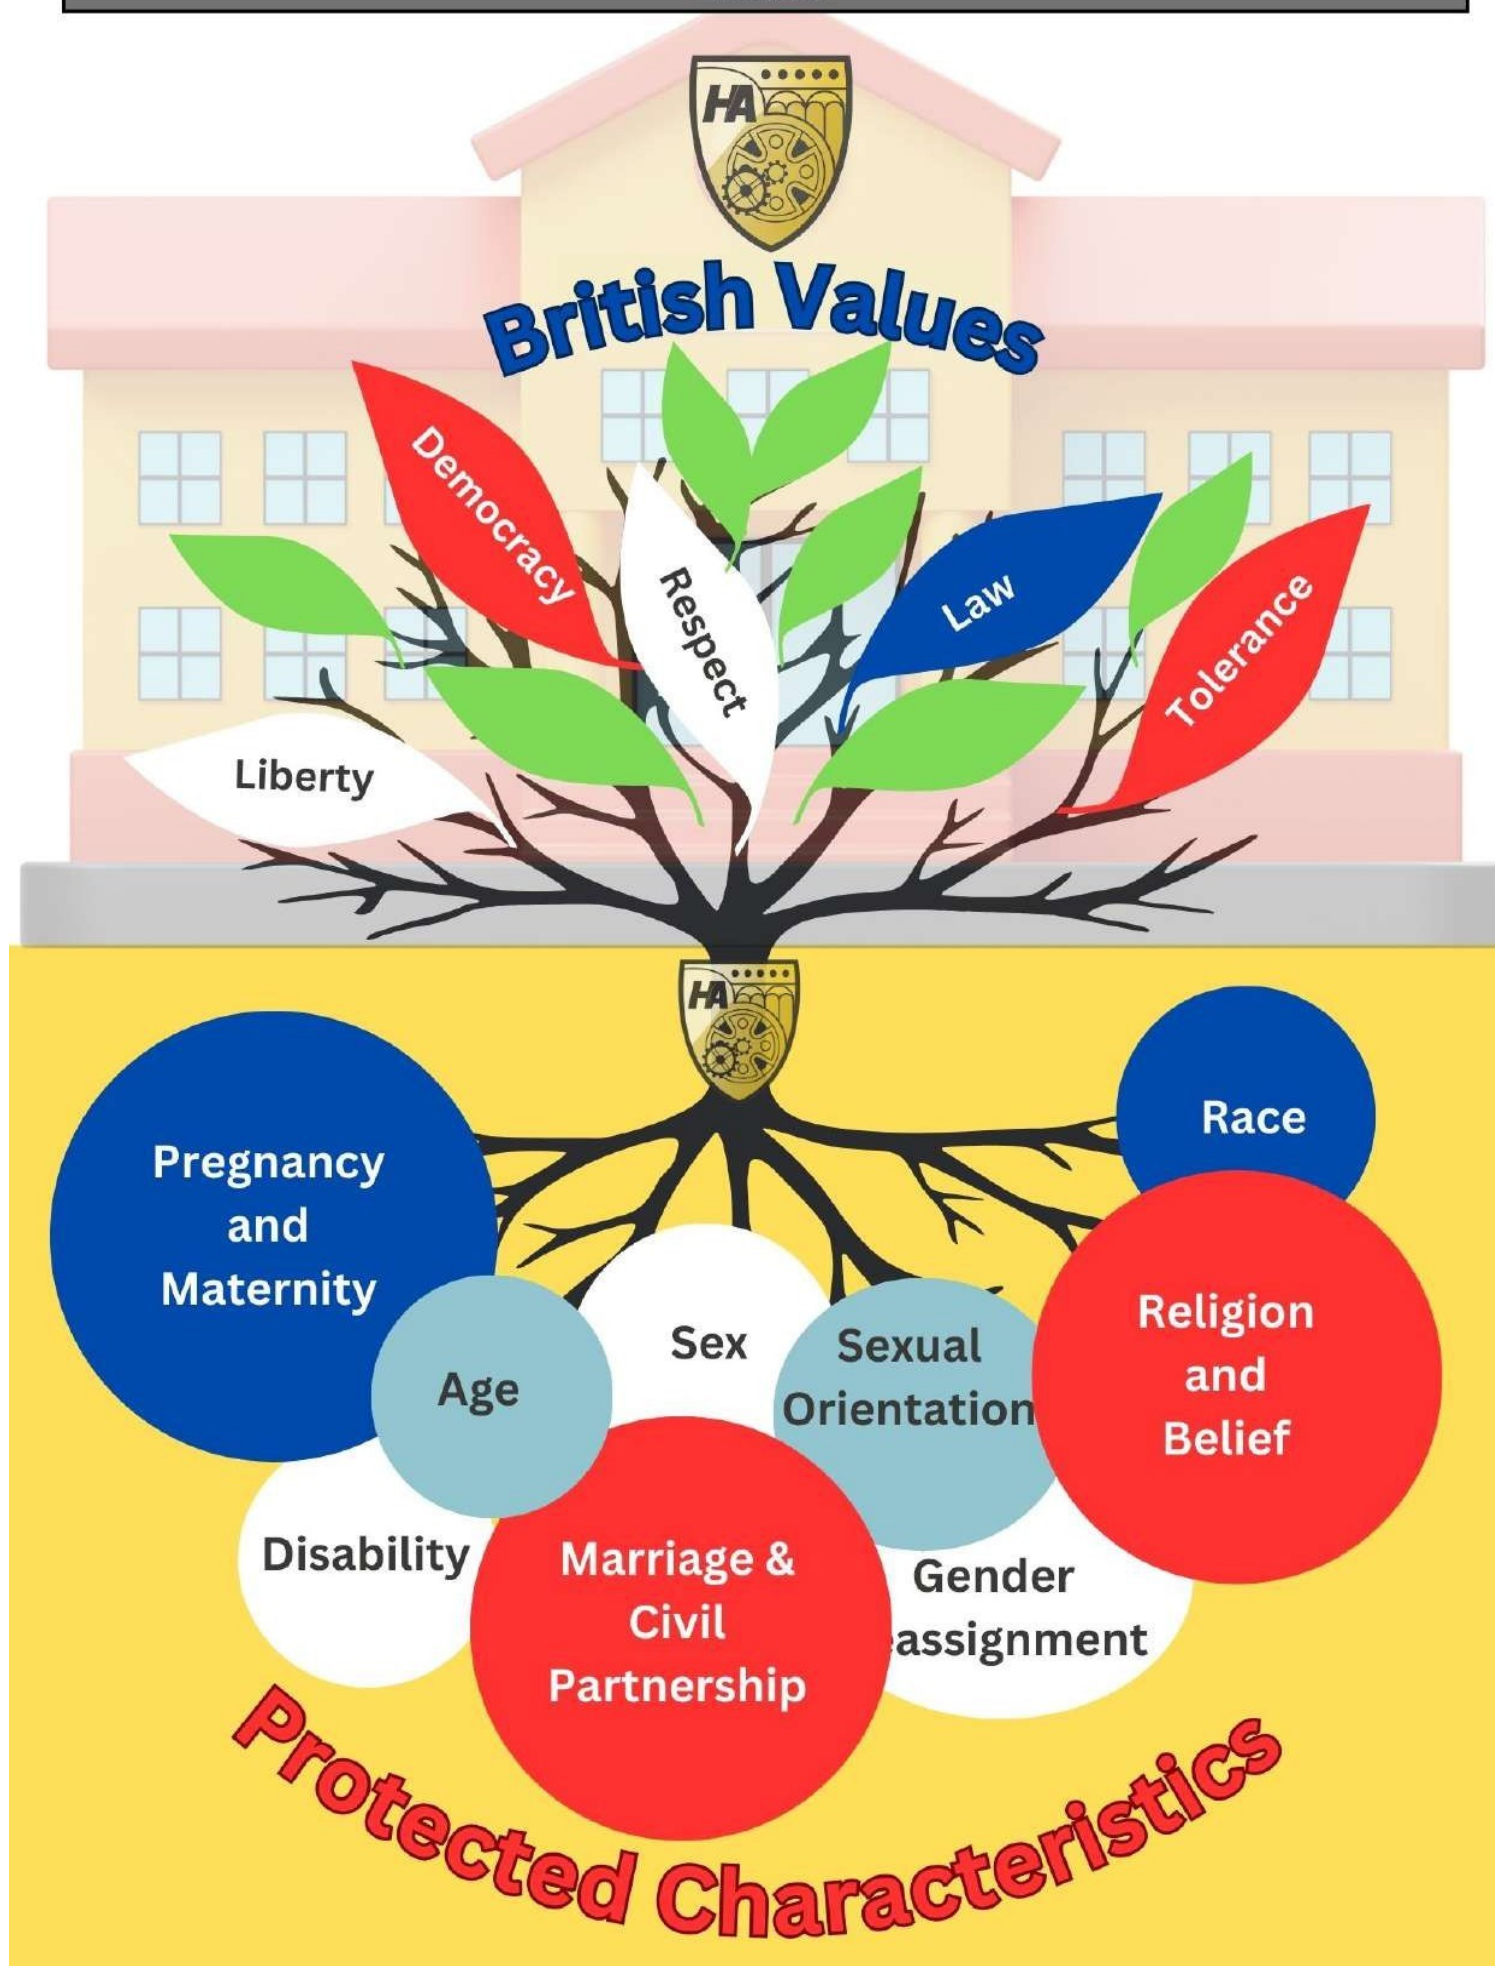 HA
British Values
Democracy
Respect
Law
Tolerance
Liberty
HA
Race
Pregnancy
and
Maternity
Religion
and
Belief
Sex
Sexual
Orientation
Age
Disability
Marriage &
Civil
Partnership
Gender
eassignment
Protected Characteristics